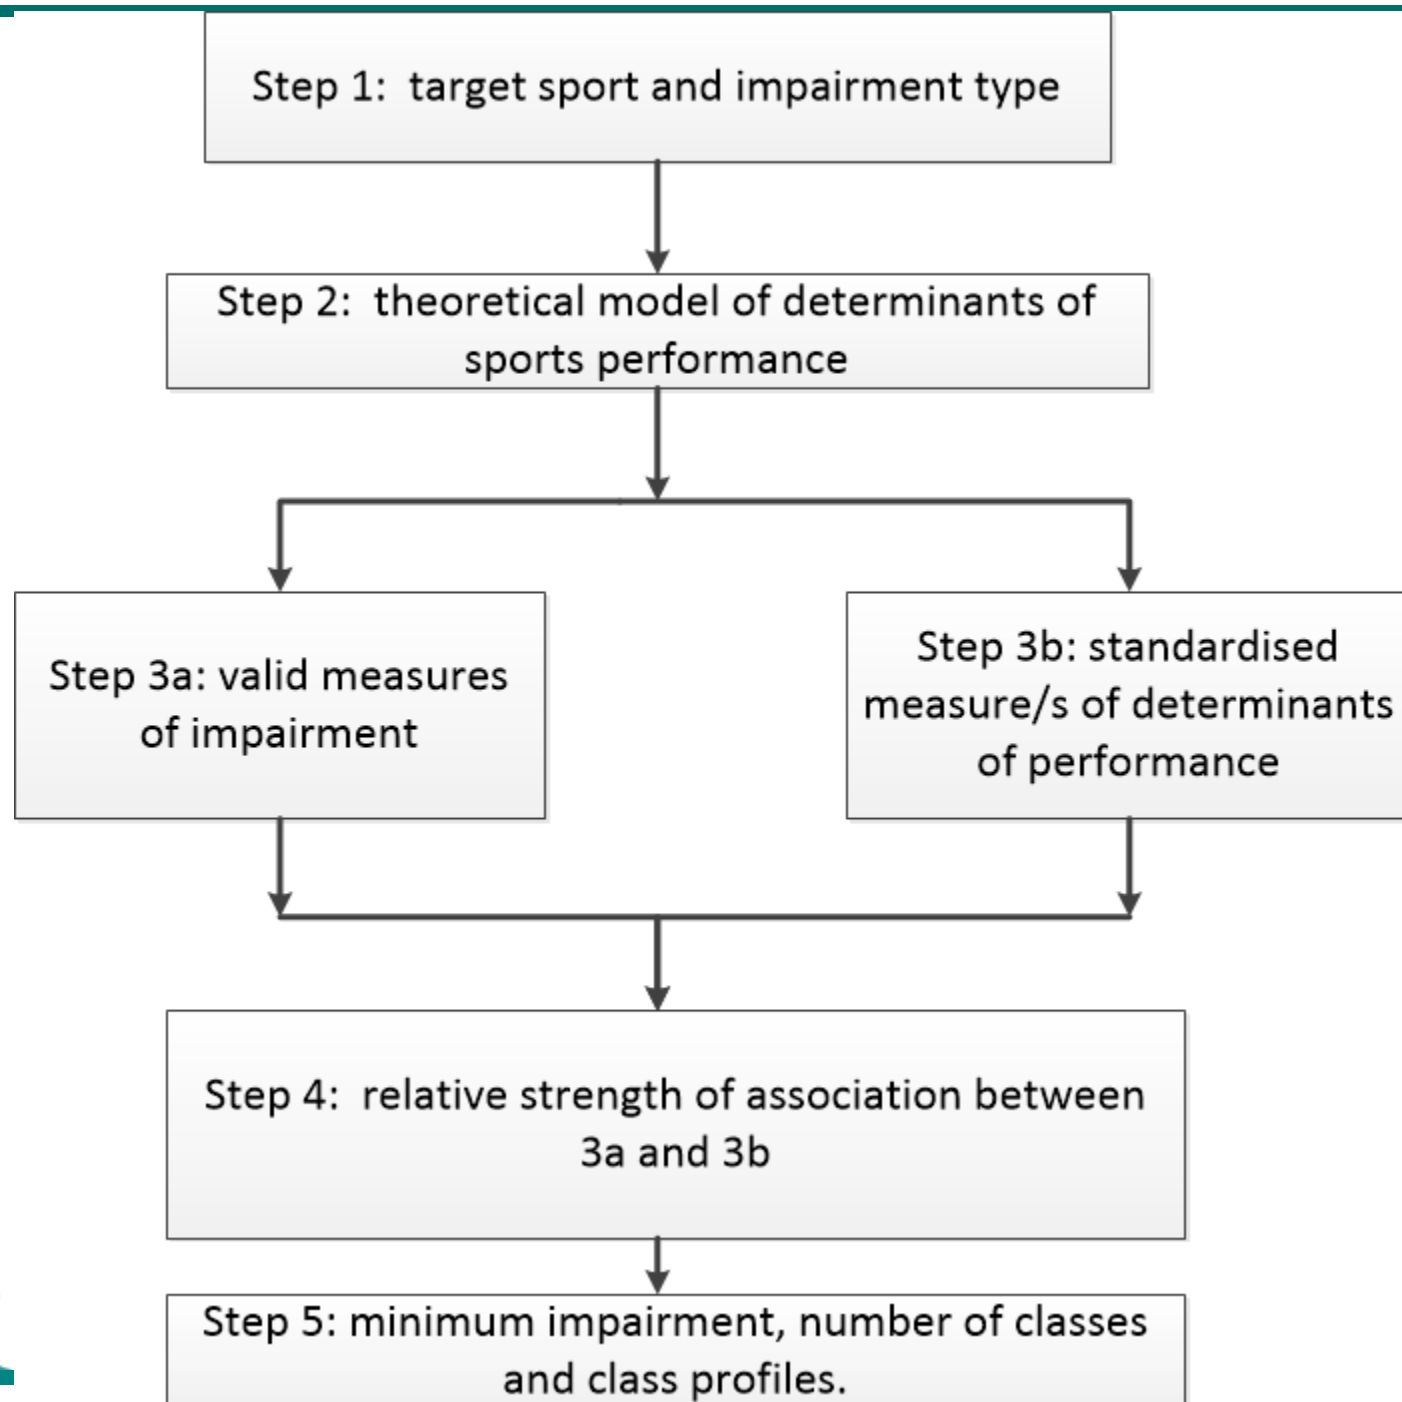 Step 1:  target sport and impairment type
Step 2:  theoretical model of determinants of
sports performance
Step 3a: valid measures
of impairment
Step 3b: standardised
measure/s of determinants
of performance
Step 4:  relative strength of association between
3a and 3b
Step 5: minimum impairment, number of classes
and class profiles.